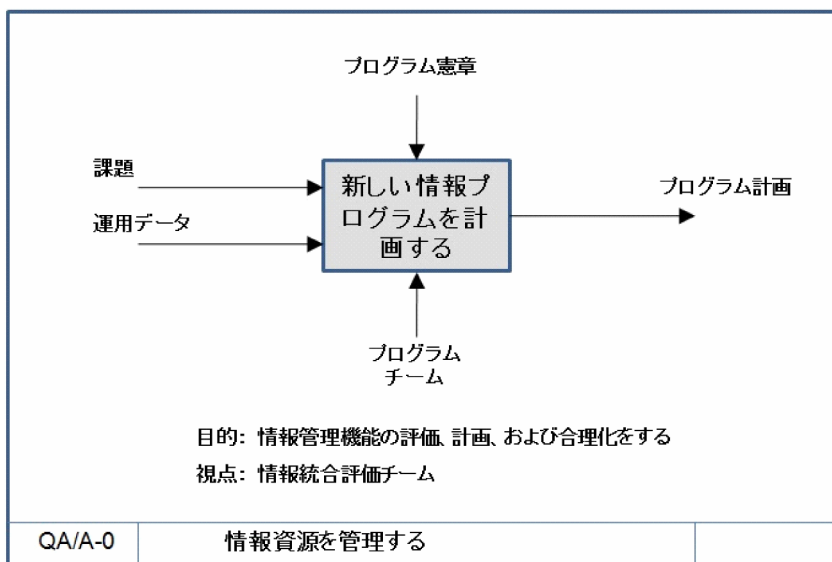 プログラム憲章
課題
運用データ
新しい情報プ
ログラムを計
画する
プログラム計画
プログラム
チーム
目的: 情報管理機能の評価、計画、および合理化をする
視点: 情報統合評価チーム
QA/A-0 情報資源を管理する